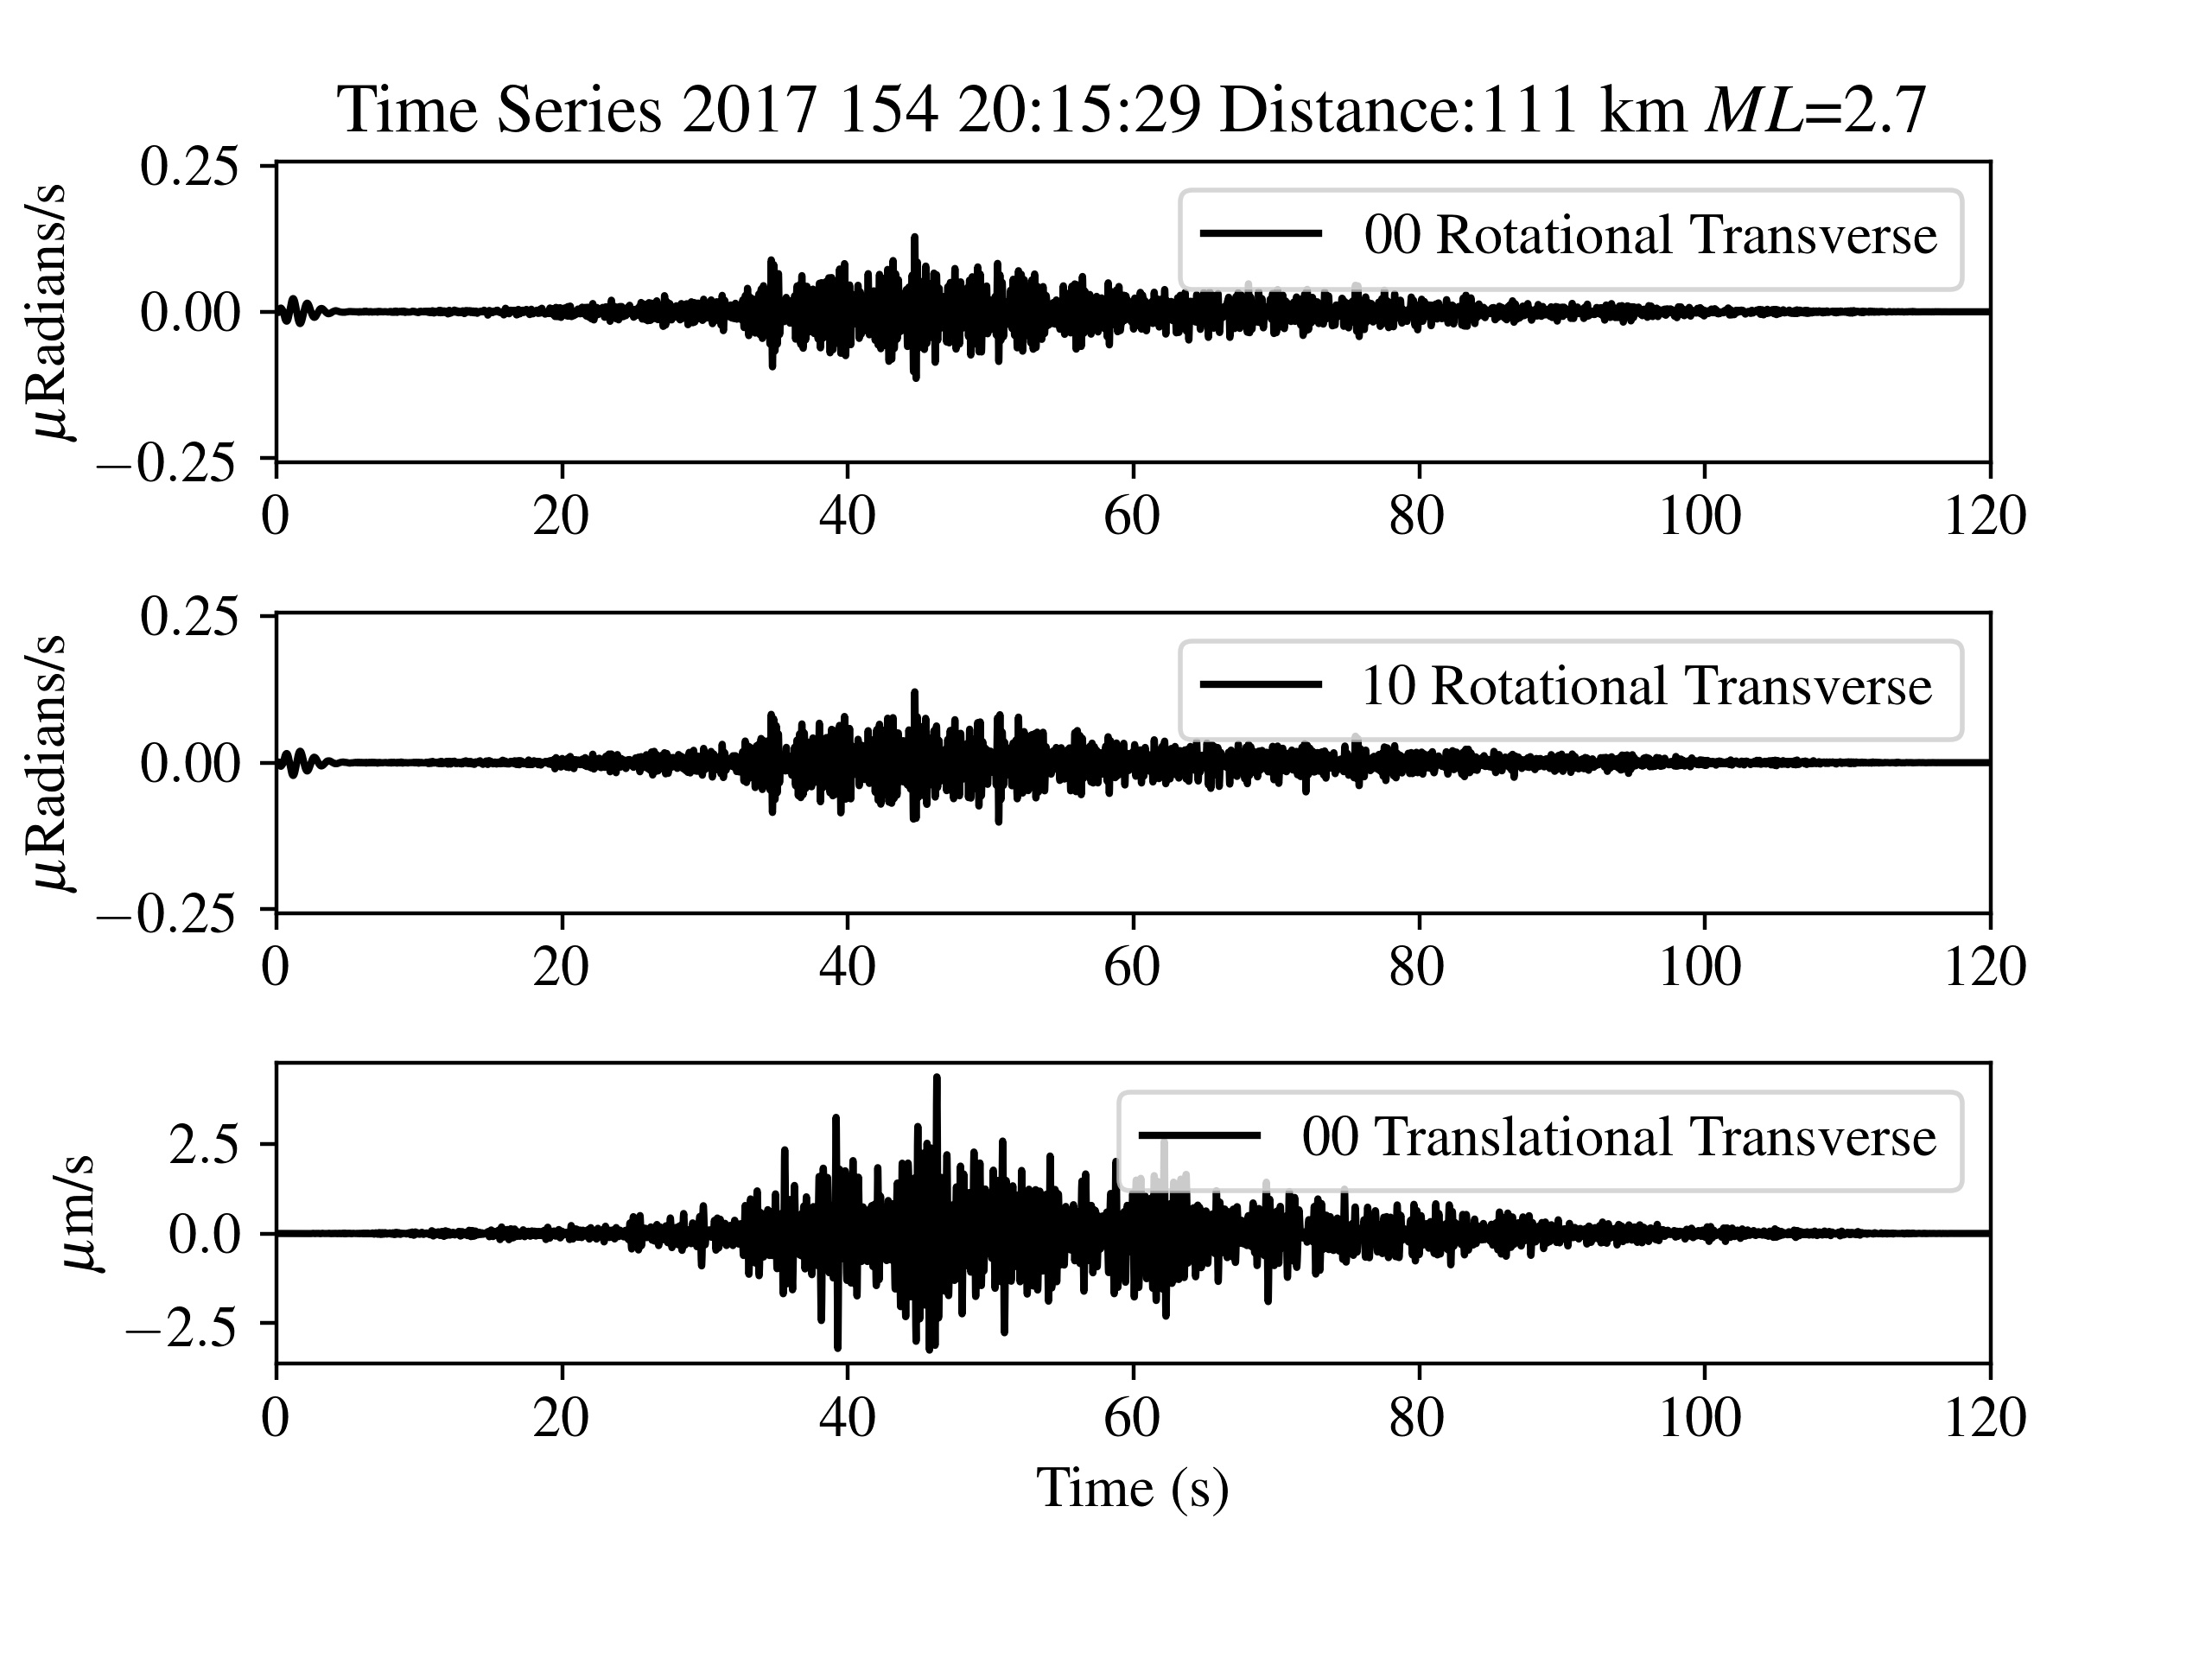 Time Series 2017 154 20:15:29 Distance:111 km ML=2.7
0.25
0.00
−0.25
μRadians/s
00 Rotational Transverse
0 20 40 60 80 100 120
0.25
0.00
−0.25
μRadians/s
10 Rotational Transverse
0 20 40 60 80 100 120
2.5
0.0
−2.5
μm/s
00 Translational Transverse
0 20 40 60 80 100 120
Time (s)